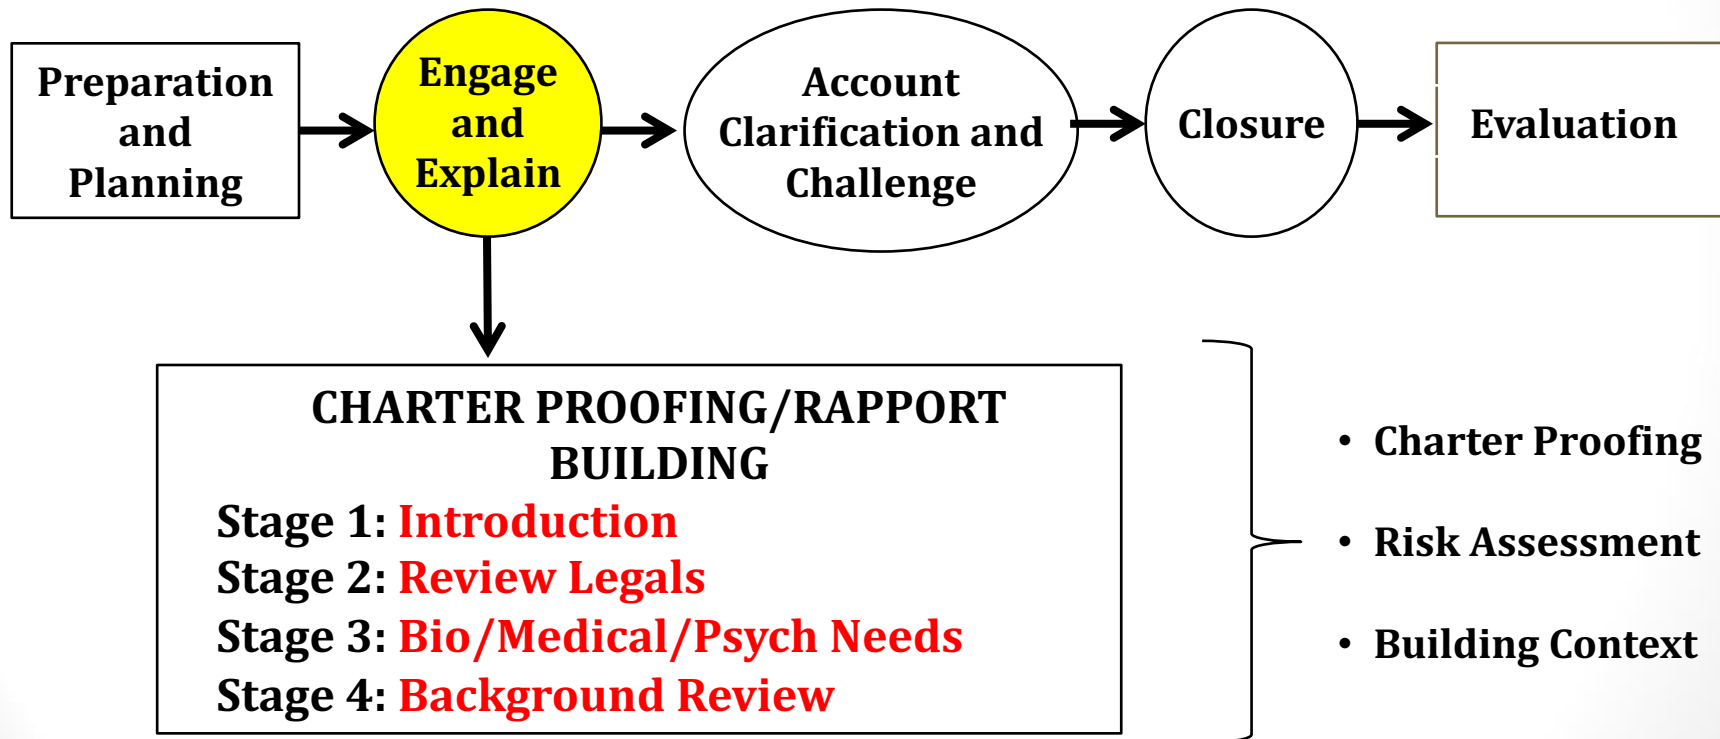 Preparation
and
Planning
Engage
and
Explain
Account
Clarification and
Challenge
Closure
Evaluation
CHARTER PROOFING/RAPPORT
BUILDING
Stage 1: Introduction
Stage 2: Review Legals
Stage 3: Bio/Medical/Psych Needs
Stage 4: Background Review
• Charter Proofing
• Risk Assessment
• Building Context